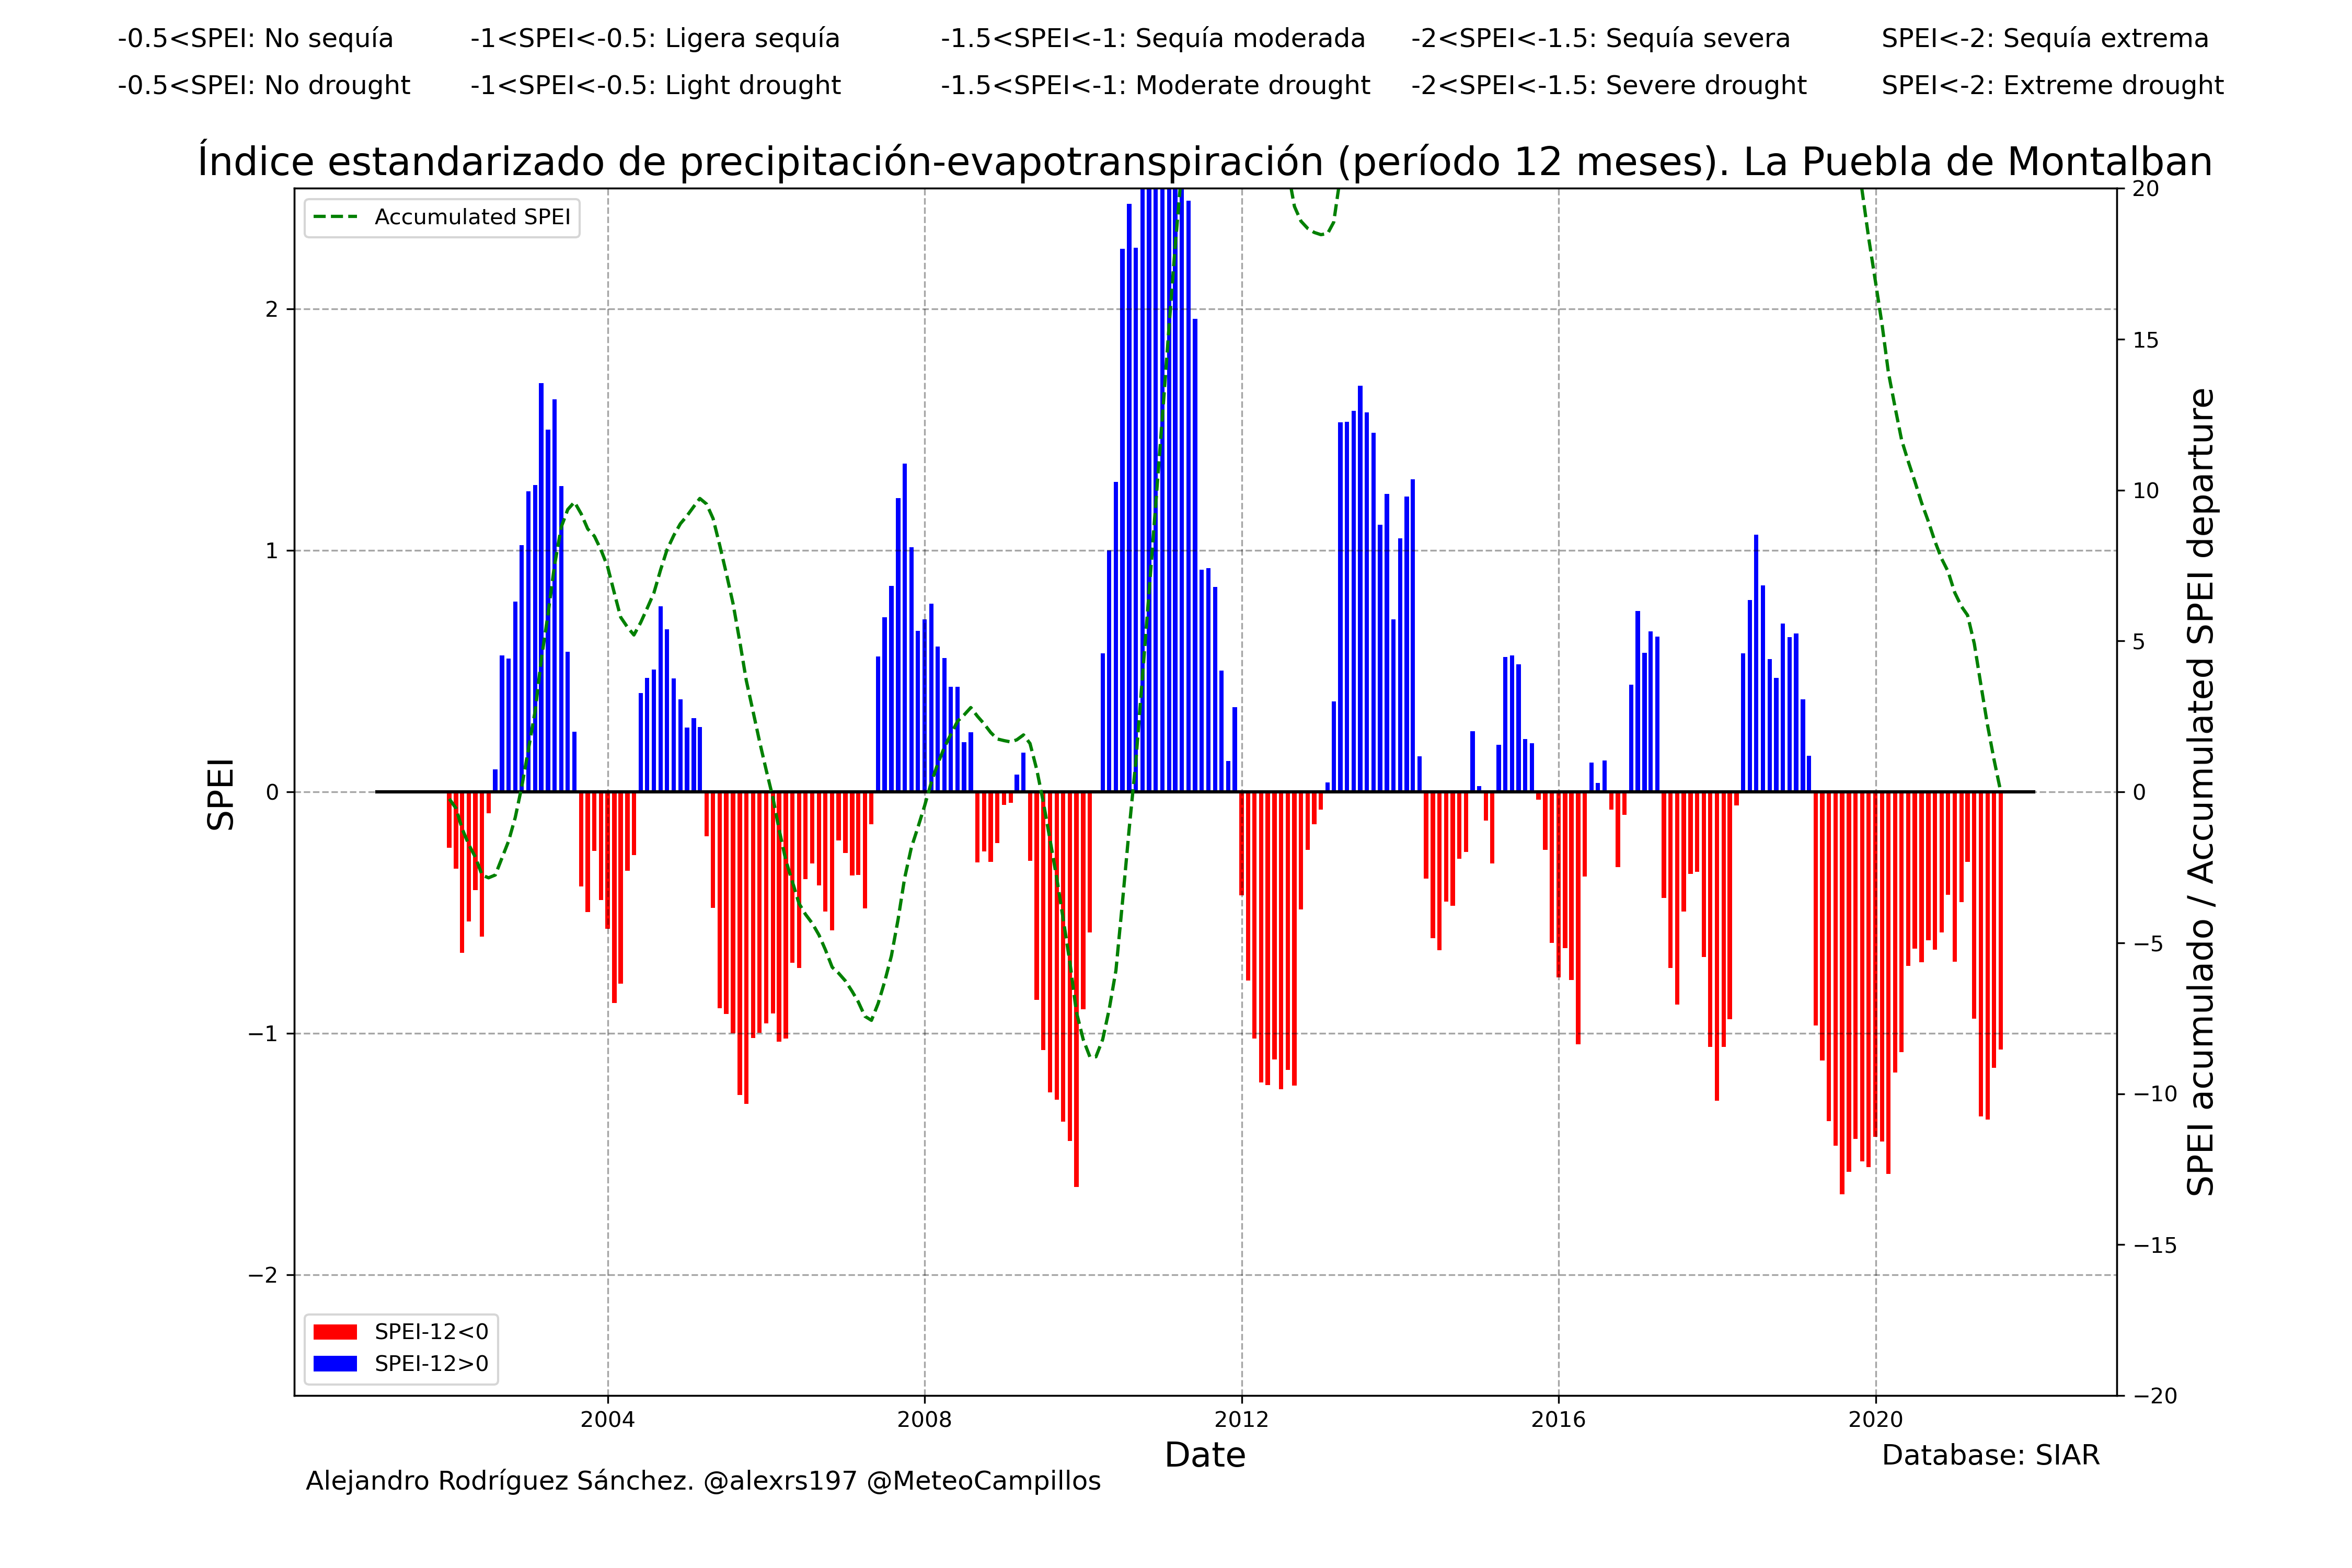 -0.5<SPEI: No sequía -1<SPEI<-0.5: Ligera sequía -1.5<SPEI<-1: Sequía moderada -2<SPEI<-1.5: Sequía severa SPEI<-2: Sequía extrema
-0.5<SPEI: No drought -1<SPEI<-0.5: Light drought -1.5<SPEI<-1: Moderate drought -2<SPEI<-1.5: Severe drought SPEI<-2: Extreme drought
Índice estandarizado de precipitación-evapotranspiración (período 12 meses). La Puebla de Montalban
Accumulated SPEI
SPEI
2
1
0
−1
−2
20
15
10
5
0
−5
−10
−15
−20
SPEI acumulado / Accumulated SPEI departure
SPEI-12<0
SPEI-12>0
2004 2008 2012 2016 2020
Date
Database: SIAR
Alejandro Rodríguez Sánchez. @alexrs197 @MeteoCampillos